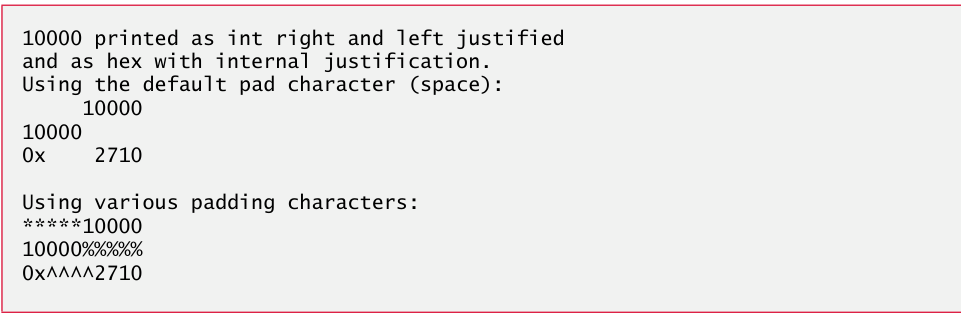 10000 printed as int right and left justified
and as hex with internal justification.
Using the default pad character (space):
     10000
10000
0x    2710

Using various padding characters:
*****10000
10000%%%%%
0x^^^^2710